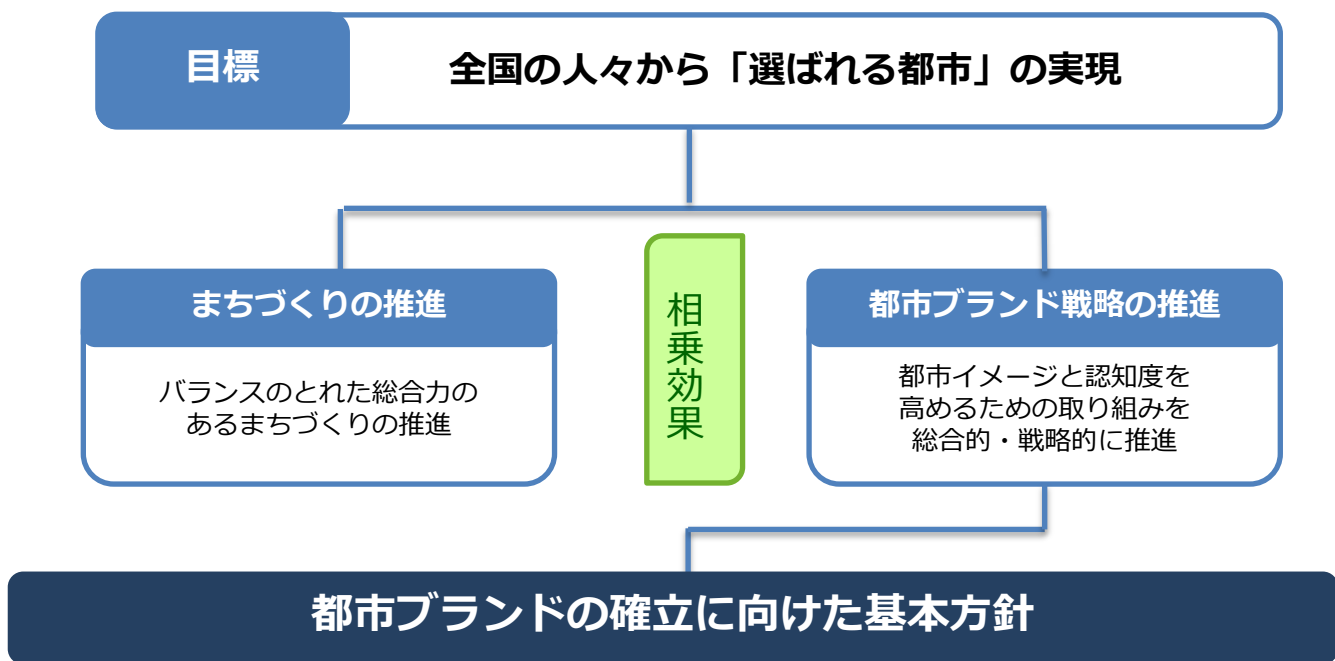 目標
全国の人々から「選ばれる都市」の実現
まちづくりの推進
バランスのとれた総合力の
あるまちづくりの推進
相乗効果
都市ブランド戦略の推進
都市イメージと認知度を
高めるための取り組みを
総合的・戦略的に推進
都市ブランドの確立に向けた基本方針